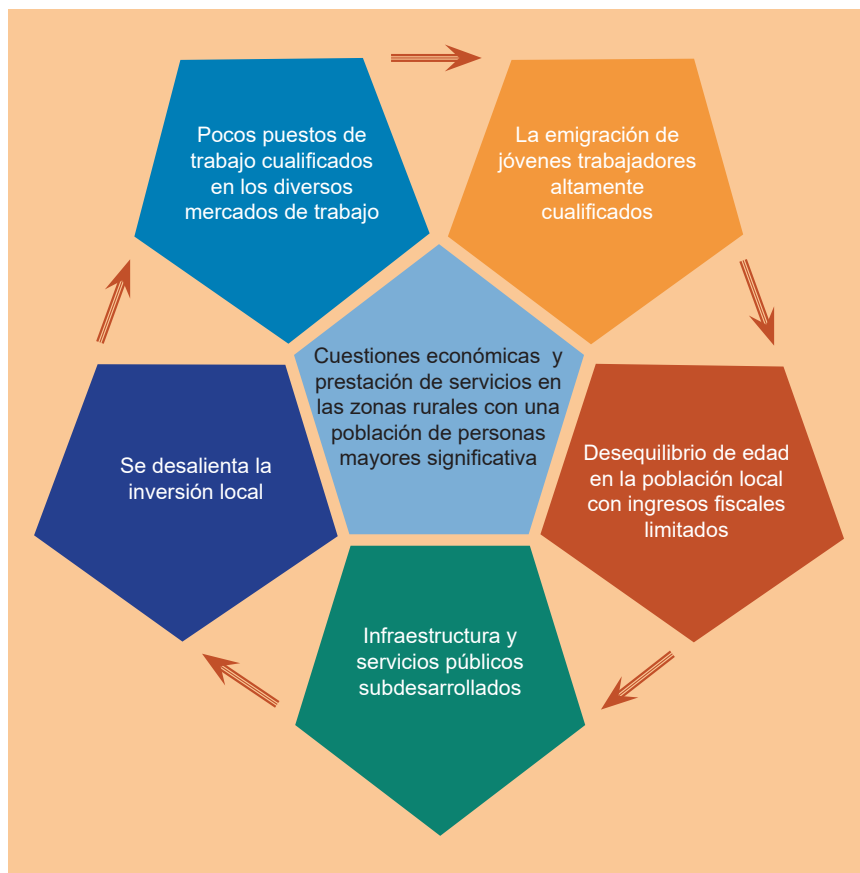 Pocos puestos de
trabajo cualificados
en los diversos
mercados de trabajo
La emigración de
jóvenes trabajadores
altamente
cualificados
Cuestiones económicas y
prestación de servicios en
las zonas rurales con una
población de personas
mayores significativa
Desequilibrio de edad
en la población local
con ingresos fiscales
limitados
Infraestructura y
servicios públicos
subdesarrollados
Se desalienta la
inversión local